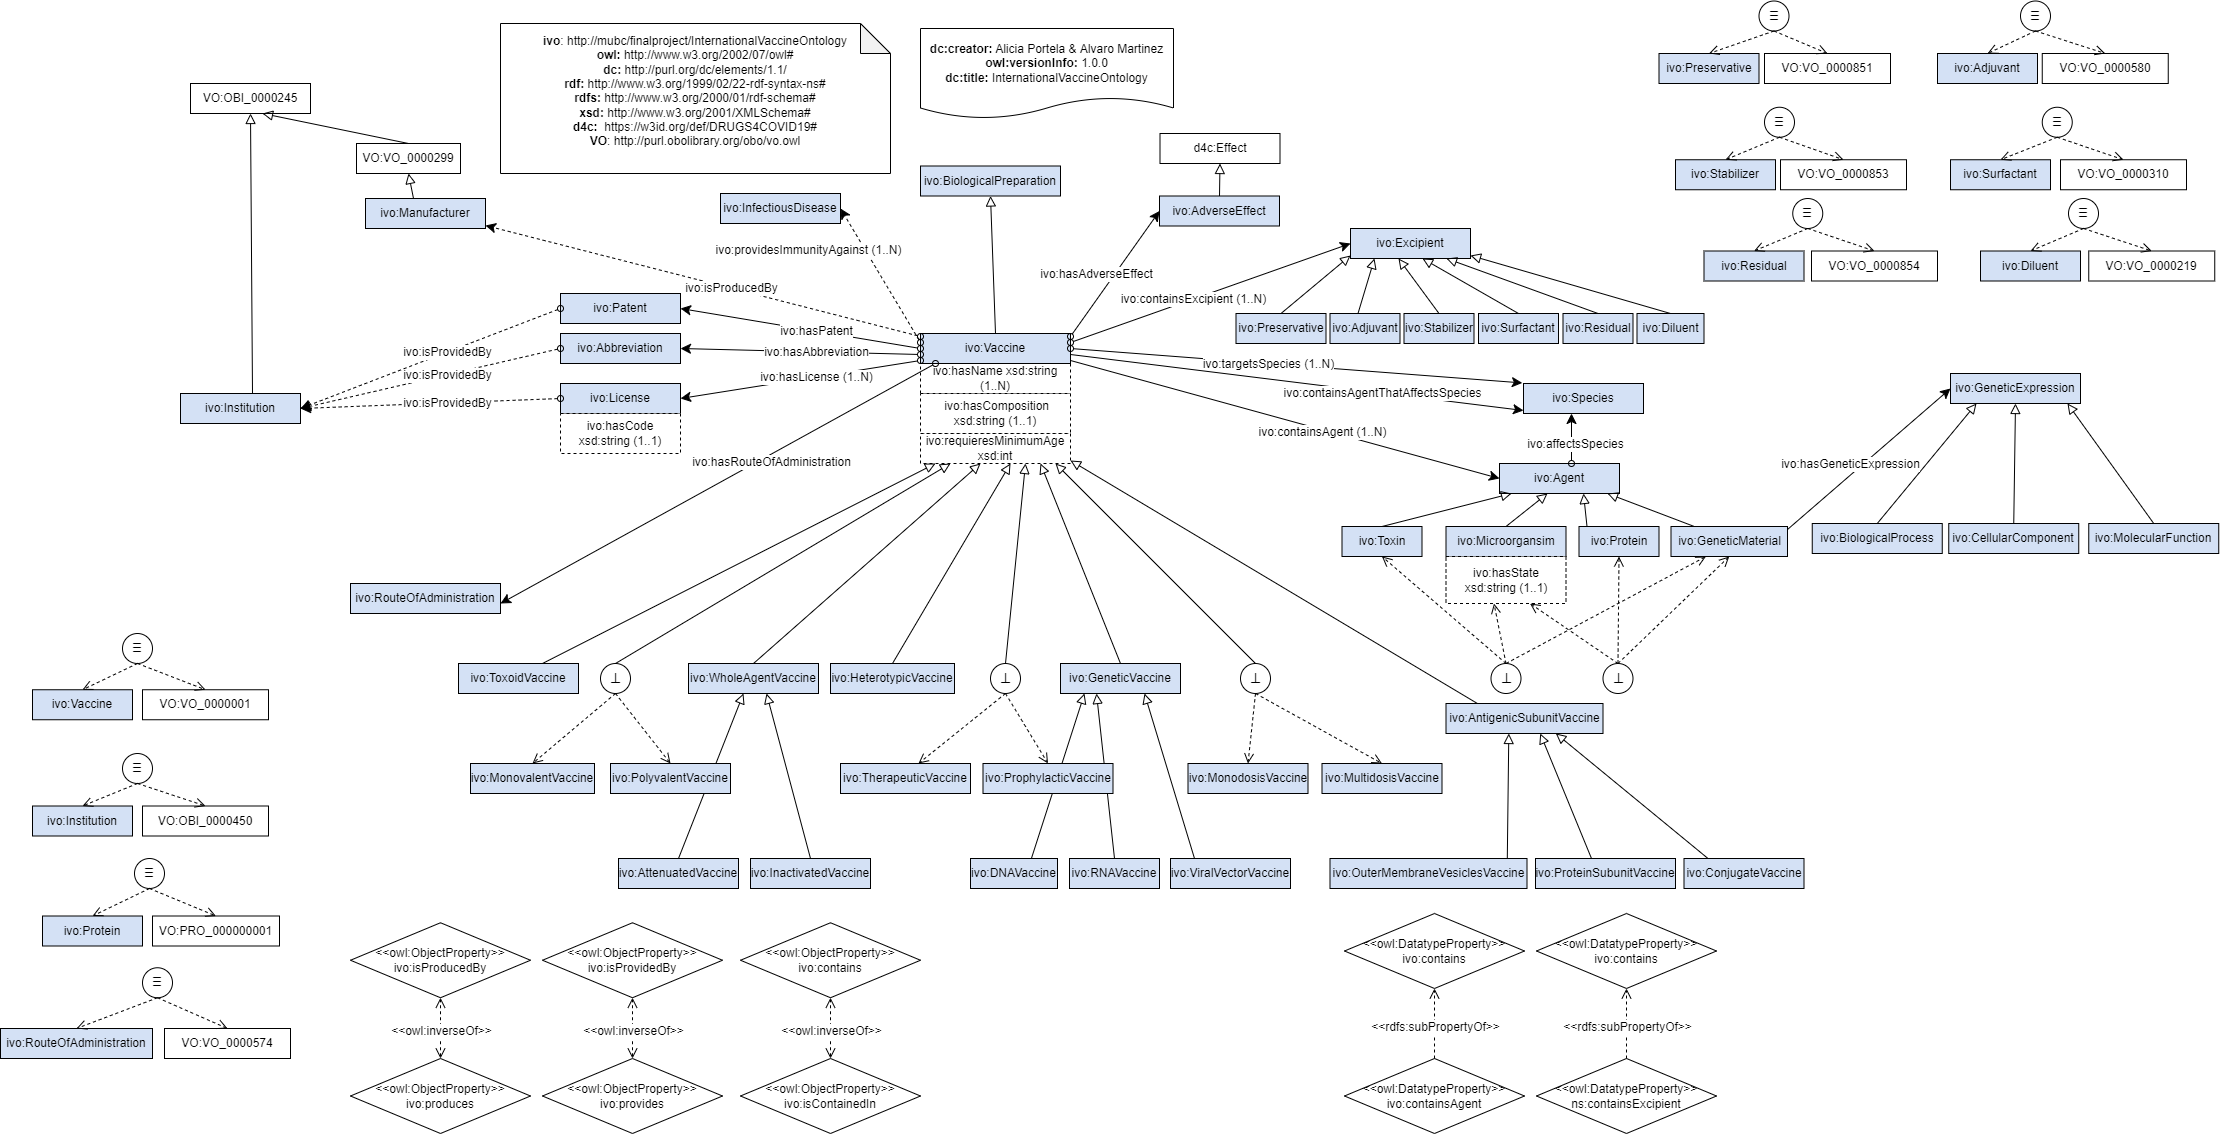 ivo: http://mubc/finalproject/InternationalVaccineOntology
owl: http://www.w3.org/2002/07/owl#
dc: http://purl.org/dc/elements/1.1/
rdf: http://www.w3.org/1999/02/22-rdf-syntax-ns#
rdfs: http://www.w3.org/2000/01/rdf-schema#
xsd: http://www.w3.org/2001/XMLSchema#
d4c: https://w3id.org/def/DRUGS4COVID19#
VO: http://purl.obolibrary.org/obo/vo.owl
dc:creator: Alicia Portela & Alvaro Martinez
owl:versionInfo: 1.0.0
dc:title: InternationalVaccineOntology
Ξ
ivo:Preservative
VO:VO_0000851
Ξ
ivo:Adjuvant
VO:VO_0000580
Ξ
ivo:Stabilizer
VO:VO_0000853
Ξ
ivo:Surfactant
VO:VO_0000310
Ξ
ivo:Residual
VO:VO_0000854
Ξ
ivo:Diluent
VO:VO_0000219
VO:OBI_0000245
VO:VO_0000299
ivo:Manufacturer
ivo:InfectiousDisease
ivo:BiologicalPreparation
d4c:Effect
ivo:AdverseEffect
ivo:providesImmunityAgainst (1..N)
ivo:isProducedBy
ivo:hasAdverseEffect
ivo:Excipient
ivo:containsExcipient (1..N)
ivo:Preservative
ivo:Adjuvant
ivo:Stabilizer
ivo:Surfactant
ivo:Residual
ivo:Diluent
ivo:Patent
ivo:hasPatent
ivo:Abbreviation
ivo:hasAbbreviation
ivo:License
ivo:hasLicense (1..N)
ivo:hasCode
xsd:string (1..1)
ivo:isProvidedBy
ivo:isProvidedBy
ivo:isProvidedBy
ivo:Institution
ivo:Vaccine
ivo:hasName xsd:string
(1..N)
ivo:hasComposition
xsd:string (1..1)
ivo:requieresMinimumAge
xsd:int
ivo:targetsSpecies (1..N)
ivo:containsAgentThatAffectsSpecies
ivo:Species
ivo:containsAgent (1..N)
ivo:affectsSpecies
ivo:Agent
ivo:GeneticExpression
ivo:hasGeneticExpression
ivo:hasRouteOfAdministration
ivo:RouteOfAdministration
ivo:Toxin
ivo:Microorgansim
ivo:hasState
xsd:string (1..1)
ivo:Protein
ivo:GeneticMaterial
ivo:BiologicalProcess
ivo:CellularComponent
ivo:MolecularFunction
⊥
⊥
Ξ
ivo:Vaccine
VO:VO_0000001
ivo:ToxoidVaccine
⊥
ivo:WholeAgentVaccine
ivo:HeterotypicVaccine
⊥
ivo:GeneticVaccine
⊥
ivo:AntigenicSubunitVaccine
ivo:MonovalentVaccine
ivo:PolyvalentVaccine
ivo:TherapeuticVaccine
ivo:ProphylacticVaccine
ivo:MonodosisVaccine
ivo:MultidosisVaccine
Ξ
ivo:Institution
VO:OBI_0000450
ivo:AttenuatedVaccine
ivo:InactivatedVaccine
ivo:DNAVaccine
ivo:RNAVaccine
ivo:ViralVectorVaccine
ivo:OuterMembraneVesiclesVaccine
ivo:ProteinSubunitVaccine
ivo:ConjugateVaccine
Ξ
ivo:Protein
VO:PRO_000000001
Ξ
ivo:RouteOfAdministration
VO:VO_0000574
<<owl:ObjectProperty>>
ivo:isProducedBy
<<owl:inverseOf>>
<<owl:ObjectProperty>>
ivo:produces
<<owl:ObjectProperty>>
ivo:isProvidedBy
<<owl:inverseOf>>
<<owl:ObjectProperty>>
ivo:provides
<<owl:ObjectProperty>>
ivo:contains
<<owl:inverseOf>>
<<owl:ObjectProperty>>
ivo:isContainedIn
<<owl:DatatypeProperty>>
ivo:contains
<<rdfs:subPropertyOf>>
<<owl:DatatypeProperty>>
ivo:containsAgent
<<owl:DatatypeProperty>>
ivo:contains
<<rdfs:subPropertyOf>>
<<owl:DatatypeProperty>>
ns:containsExcipient